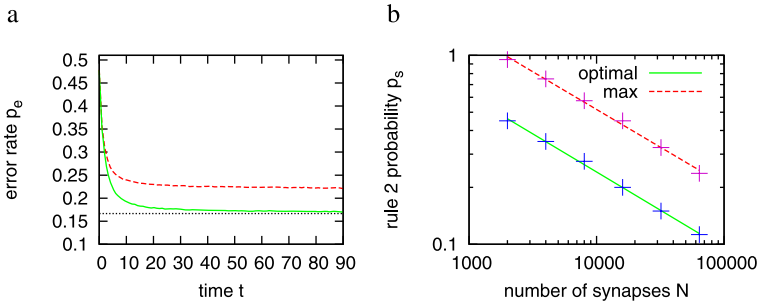 a
error rate pe
0.5
0.45
0.4
0.35
0.3
0.25
0.2
0.15
0.1
0 10 20 30 40 50 60 70 80 90
time t
b
rule 2 probability ps
1
0.1
optimal
max
1000 10000 100000
number of synapses N